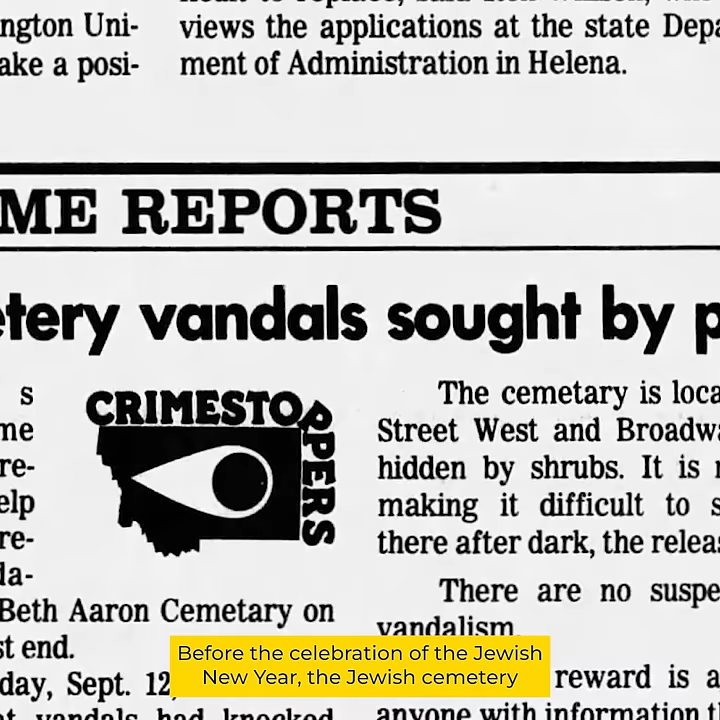 ngton Uni-
ake a posi-
views the applications at the state Depa
ment of Administration in Helena.
ME REPORTS
etery vandals sought by p
s
me
re-
elp
re-
da-
Beth Aaron Cemetary on
st end.
day, Sept. 12
vandals had knocked
CRIMESTOPPERS
The cemetary is loca
Street West and Broadwa
hidden by shrubs. It is
making it difficult to s
there after dark, the relea
There are no suspe
vandalism.
reward is a
anyone with information
Before the celebration of the Jewish
New Year, the Jewish cemetery